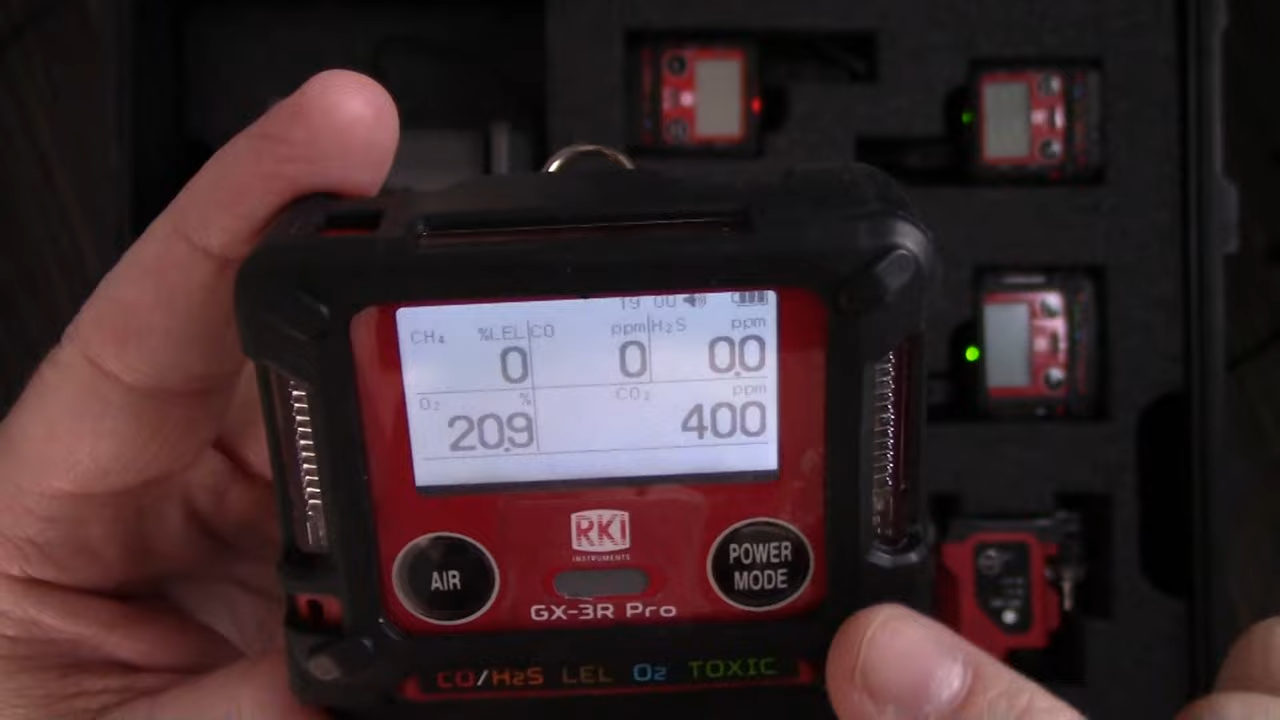 19 00
CH₄ %LEL CO ppm H₂S ppm
0 0 0.0
O₂ % CO₂ ppm
20.9 400
RKI
INSTRUMENTS
AIR
POWER
MODE
GX-3R Pro
CO/H₂S LEL O₂ TOXIC